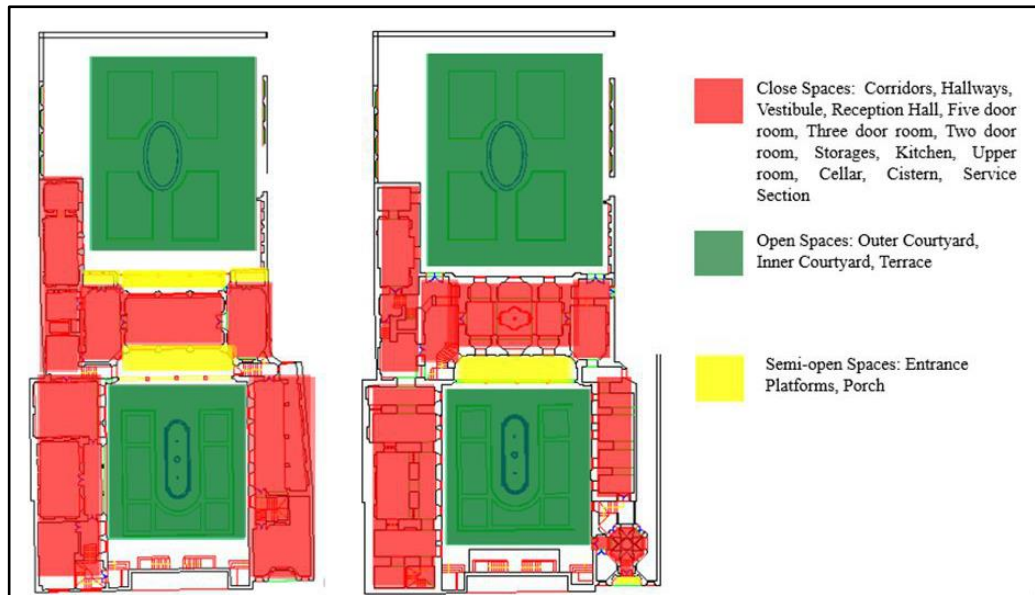 Close Spaces: Corridors, Hallways,
Vestibule, Reception Hall, Five door
room, Three door room, Two door
room, Storages, Kitchen, Upper
room, Cellar, Cistern, Service
Section
Open Spaces: Outer Courtyard,
Inner Courtyard, Terrace
Semi-open Spaces: Entrance
Platforms, Porch